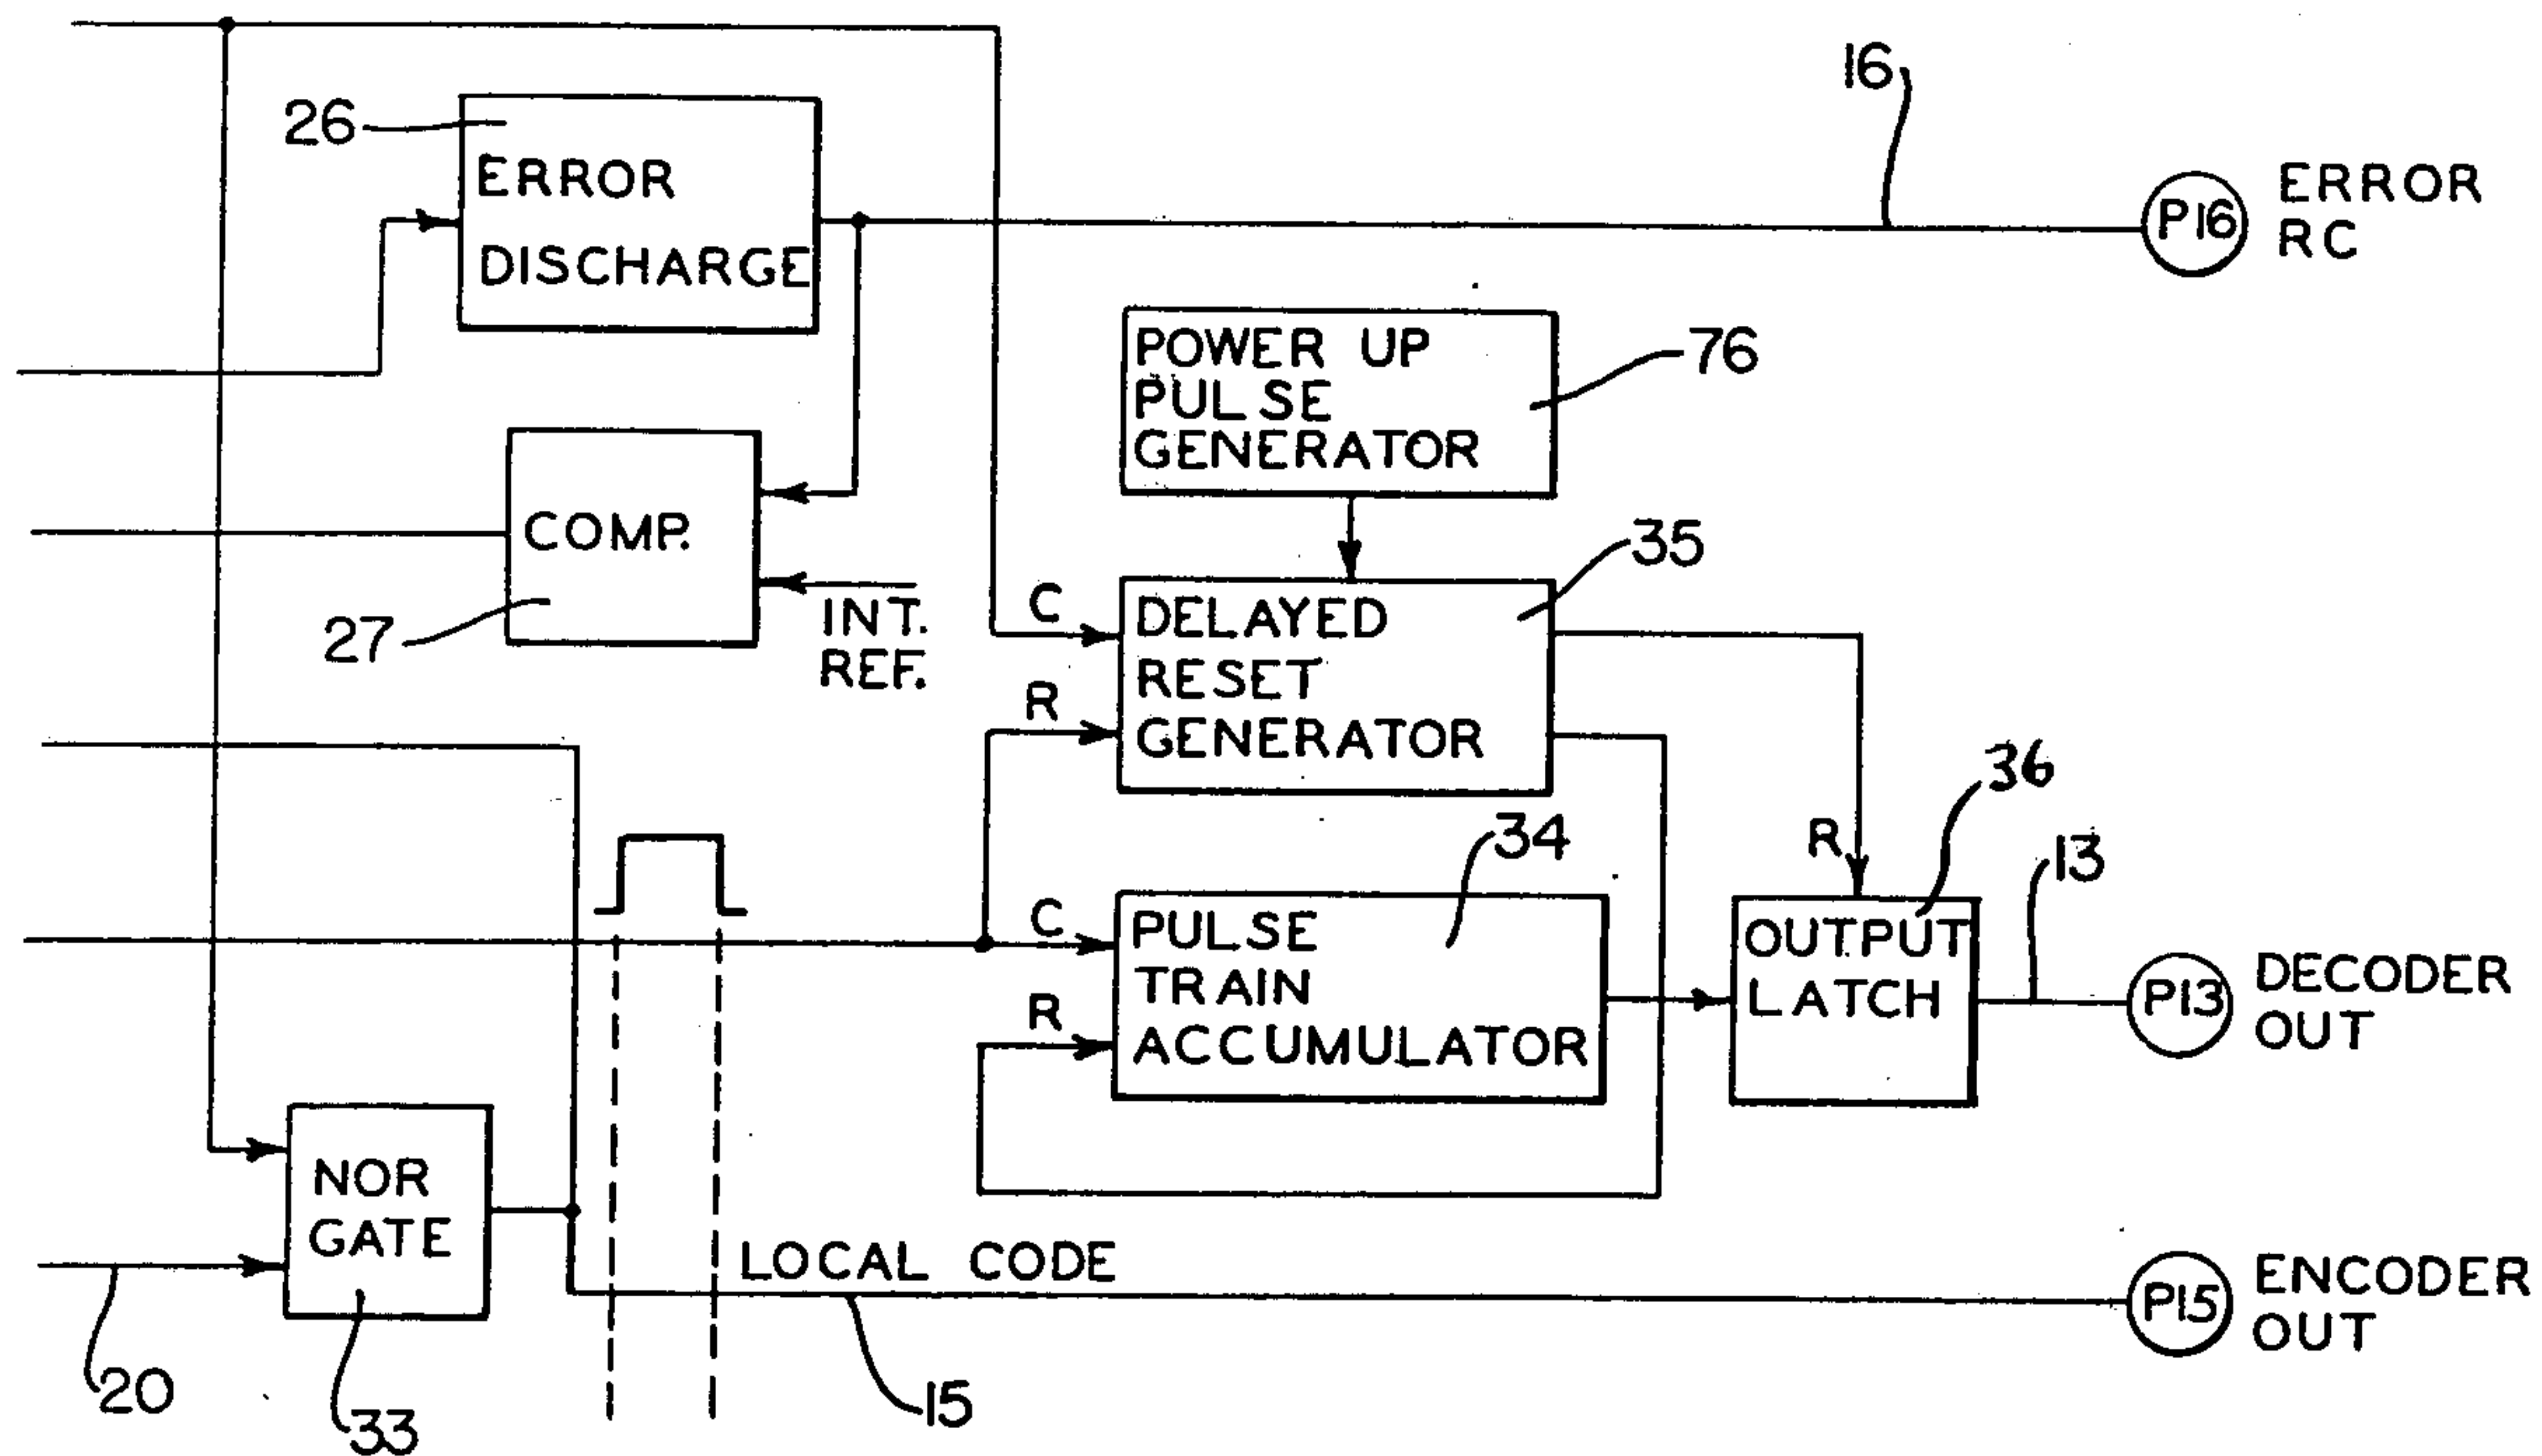 16
26
ERROR
DISCHARGE
P16
ERROR
RC
POWER UP
PULSE
GENERATOR
76
COMP.
27
INT.
REF.
35
C
R
DELAYED
RESET
GENERATOR
36
34
R
13
C
R
PULSE
TRAIN
ACCUMULATOR
OUTPUT
LATCH
P13
DECODER
OUT
NOR
GATE
LOCAL CODE
P15
ENCODER
OUT
20
33
15